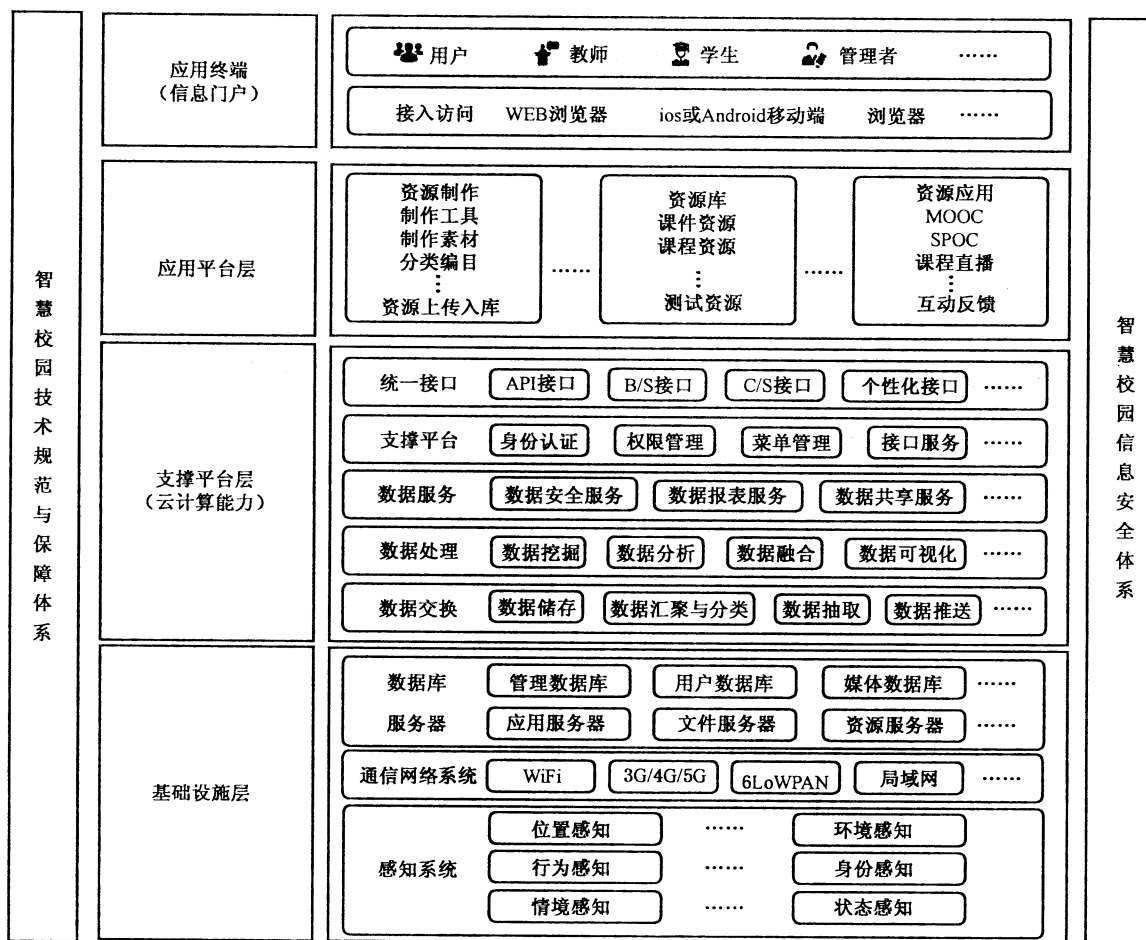 智慧校园技术规范与保障体系
应用终端
（信息门户）
用户 教师 学生 管理者 ……
接入访问 WEB浏览器 ios或Android移动端 浏览器 ……
应用平台层
资源制作
制作工具
制作素材
分类编目
⋮
资源上传入库
……
资源库
课件资源
课程资源
⋮
测试资源
……
资源应用
MOOC
SPOC
课程直播
⋮
互动反馈
支撑平台层
（云计算能力）
统一接口 API接口 B/S接口 C/S接口 个性化接口 ……
支撑平台 身份认证 权限管理 菜单管理 接口服务 ……
数据服务 数据安全服务 数据报表服务 数据共享服务 ……
数据处理 数据挖掘 数据分析 数据融合 数据可视化 ……
数据交换 数据储存 数据汇聚与分类 数据抽取 数据推送 ……
基础设施层
数据库 管理数据库 用户数据库 媒体数据库 ……
服务器 应用服务器 文件服务器 资源服务器 ……
通信网络系统 WiFi 3G/4G/5G 6LoWPAN 局域网 ……
感知系统
位置感知 …… 环境感知
行为感知 …… 身份感知
情境感知 …… 状态感知
智慧校园信息安全体系